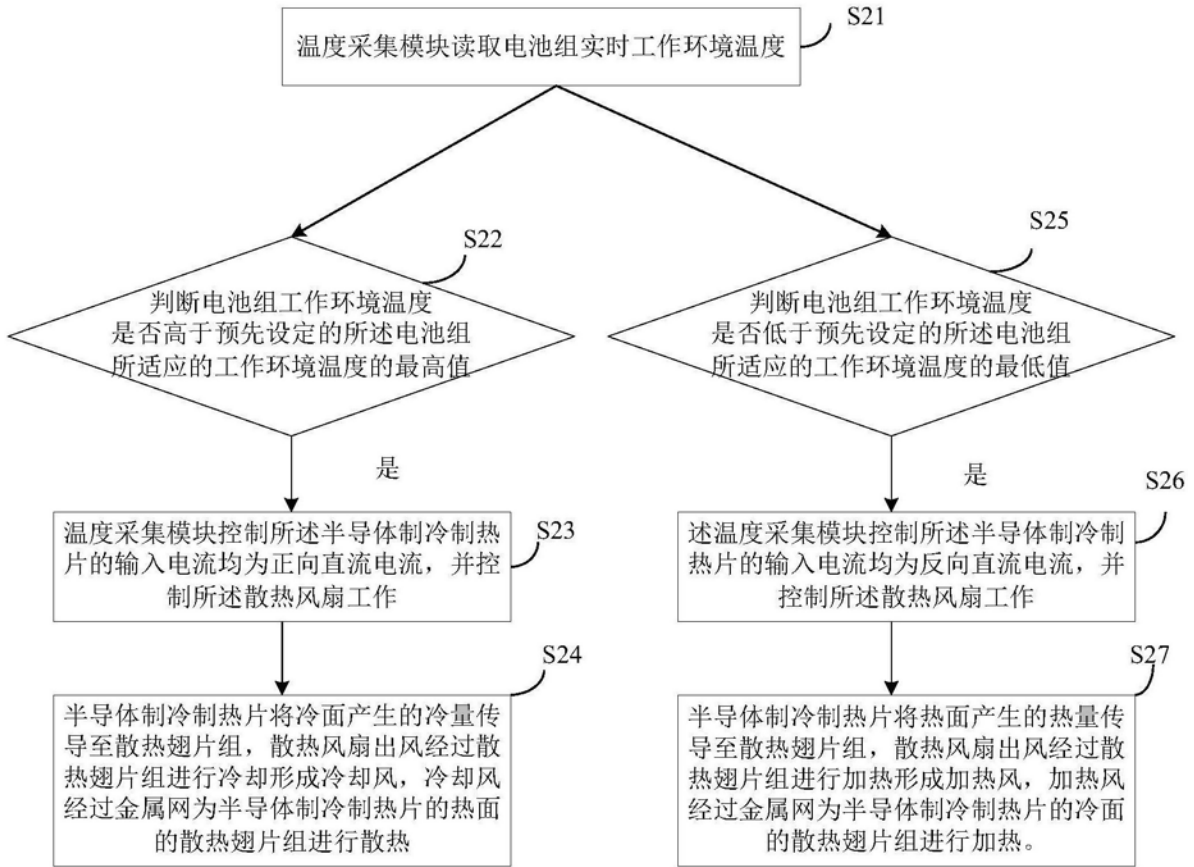 温度采集模块读取电池组实时工作环境温度
S21
S22
判断电池组工作环境温度
是否高于预先设定的所述电池组
所适应的工作环境温度的最高值
S25
判断电池组工作环境温度
是否低于预先设定的所述电池组
所适应的工作环境温度的最低值
是
是
S23
温度采集模块控制所述半导体制冷制热
片的输入电流均为正向直流电流，并控
制所述散热风扇工作
S26
述温度采集模块控制所述半导体制冷制
热片的输入电流均为反向直流电流，并
控制所述散热风扇工作
S24
半导体制冷制热片将冷面产生的冷量传
导至散热翅片组，散热风扇出风经过散
热翅片组进行冷却形成冷却风，冷却风
经过金属网为半导体制冷制热片的热面
的散热翅片组进行散热
S27
半导体制冷制热片将热面产生的热量传
导至散热翅片组，散热风扇出风经过散
热翅片组进行加热形成加热风，加热风
经过金属网为半导体制冷制热片的冷面
的散热翅片组进行加热。